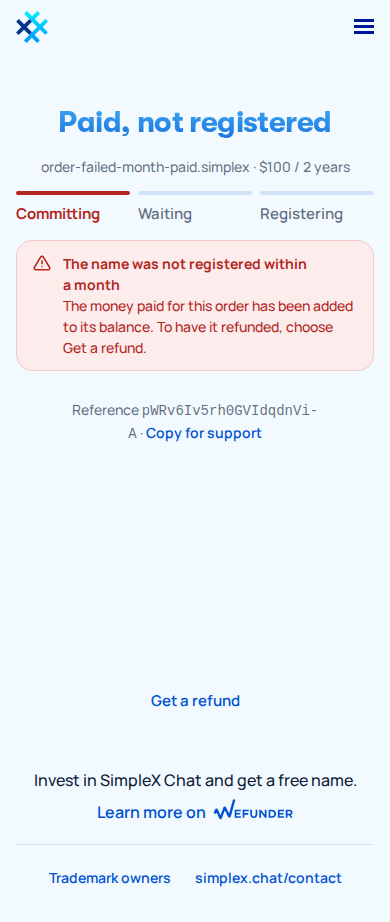 Paid, not registered
order-failed-month-paid.simplex · $100 / 2 years
Committing Waiting Registering
The name was not registered within
a month
The money paid for this order has been added
to its balance. To have it refunded, choose
Get a refund.
Reference pWRv6Iv5rh0GVIdqdnVi-
A · Copy for support
Get a refund
Invest in SimpleX Chat and get a free name.
Learn more on WEFUNDER
Trademark owners simplex.chat/contact